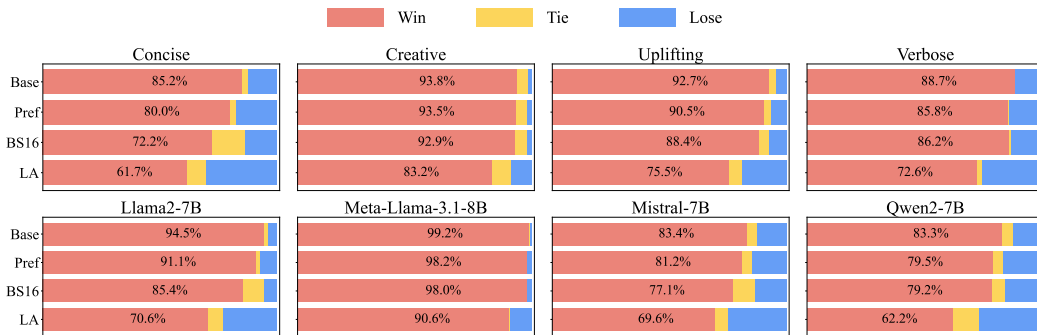 Win Tie Lose
Concise Creative Uplifting Verbose
Base 85.2% 93.8% 92.7% 88.7%
Pref 80.0% 93.5% 90.5% 85.8%
BS16 72.2% 92.9% 88.4% 86.2%
LA 61.7% 83.2% 75.5% 72.6%
Llama2-7B Meta-Llama-3.1-8B Mistral-7B Qwen2-7B
Base 94.5% 99.2% 83.4% 83.3%
Pref 91.1% 98.2% 81.2% 79.5%
BS16 85.4% 98.0% 77.1% 79.2%
LA 70.6% 90.6% 69.6% 62.2%